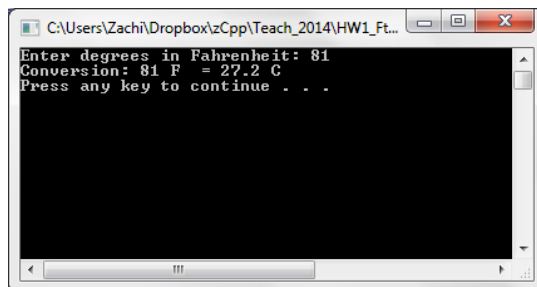 C:\Users\Zachi\Dropbox\zCpp\Teach_2014\HW1_Ft...
Enter degrees in Fahrenheit: 81
Conversion: 81 F  = 27.2 C
Press any key to continue . . .